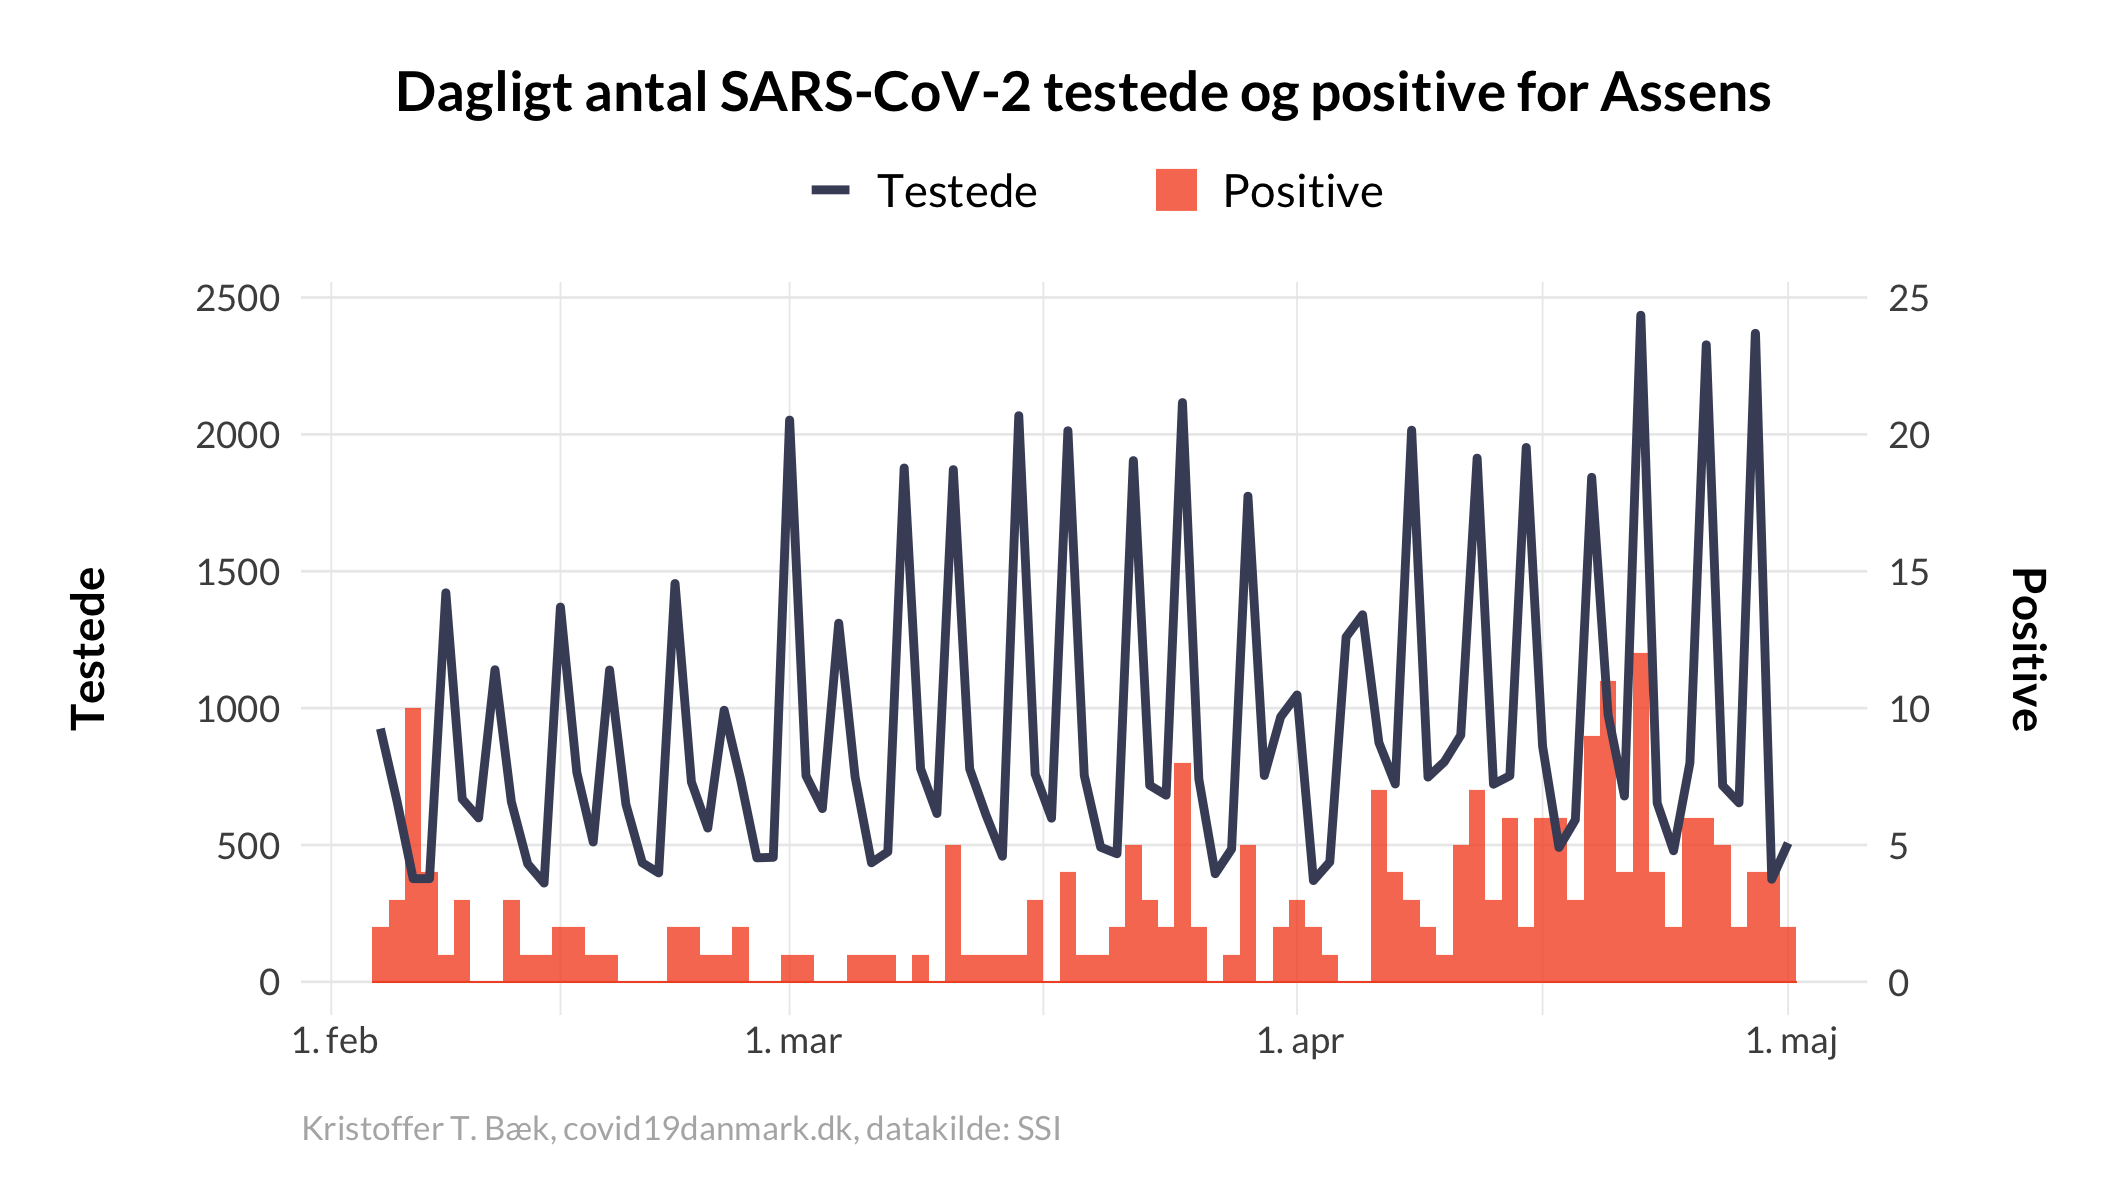 Dagligt antal SARS-CoV-2 testede og positive for Assens
Testede Positive
2500 25
2000 20
1500 15
1000 10
500 5
0 0
Testede
Positive
1. feb 1. mar 1. apr 1. maj
Kristoffer T. Bæk, covid19danmark.dk, datakilde: SSI